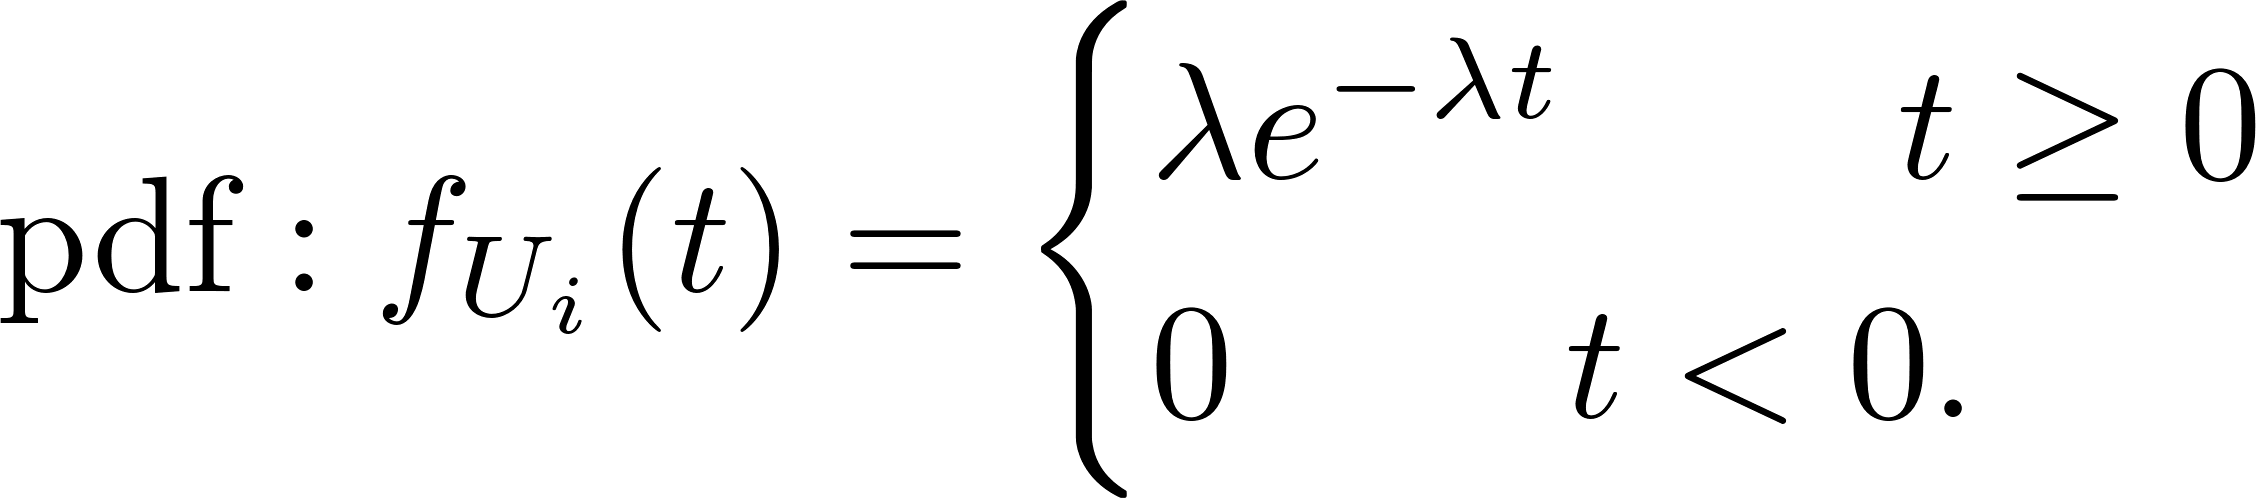 pdf : f_{U_i}(t) = { λe^{−λt} t ≥ 0
0 t < 0.